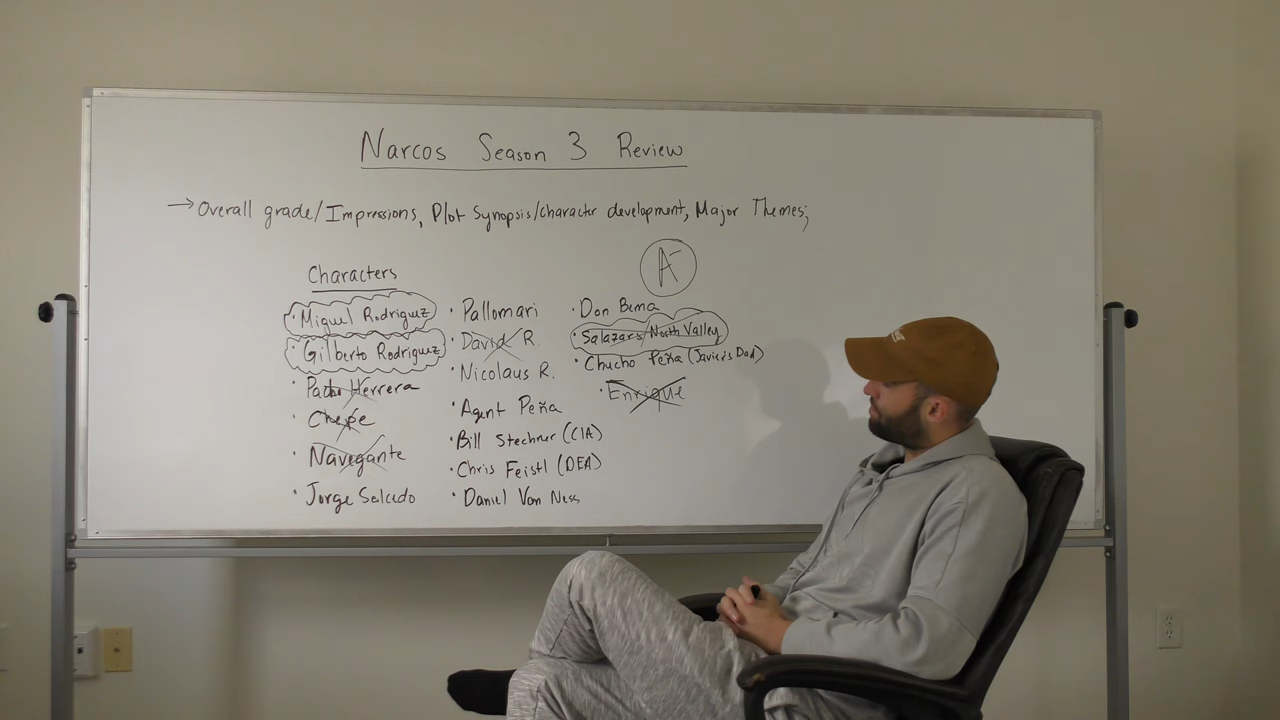 Narcos Season 3 Review
→ Overall grade/Impressions, Plot Synopsis/character development, Major Themes;
A-
Characters
· Miguel Rodriguez
· Gilberto Rodriguez
· Pacho Herrera
· Chepe
· Navegante
· Jorge Salcedo
· Pallomari
· David R.
· Nicolaus R.
· Agent Peña
· Bill Stechner (CIA)
· Chris Feistl (DEA)
· Daniel Van Ness
· Don Berna
· Salazars/North Valley
· Chucho Peña (Javier's Dad)
· Enrique